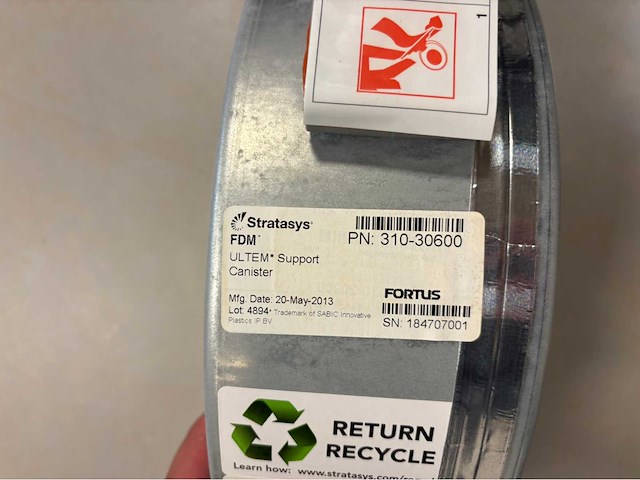 1
Stratasys®
FDM™
PN: 310-30600
ULTEM* Support
Canister
Mfg. Date: 20-May-2013
FORTUS
Lot: 4894* Trademark of SABIC Innovative
Plastics IP BV
SN: 184707001
RETURN
RECYCLE
Learn how: www.stratasys.com/